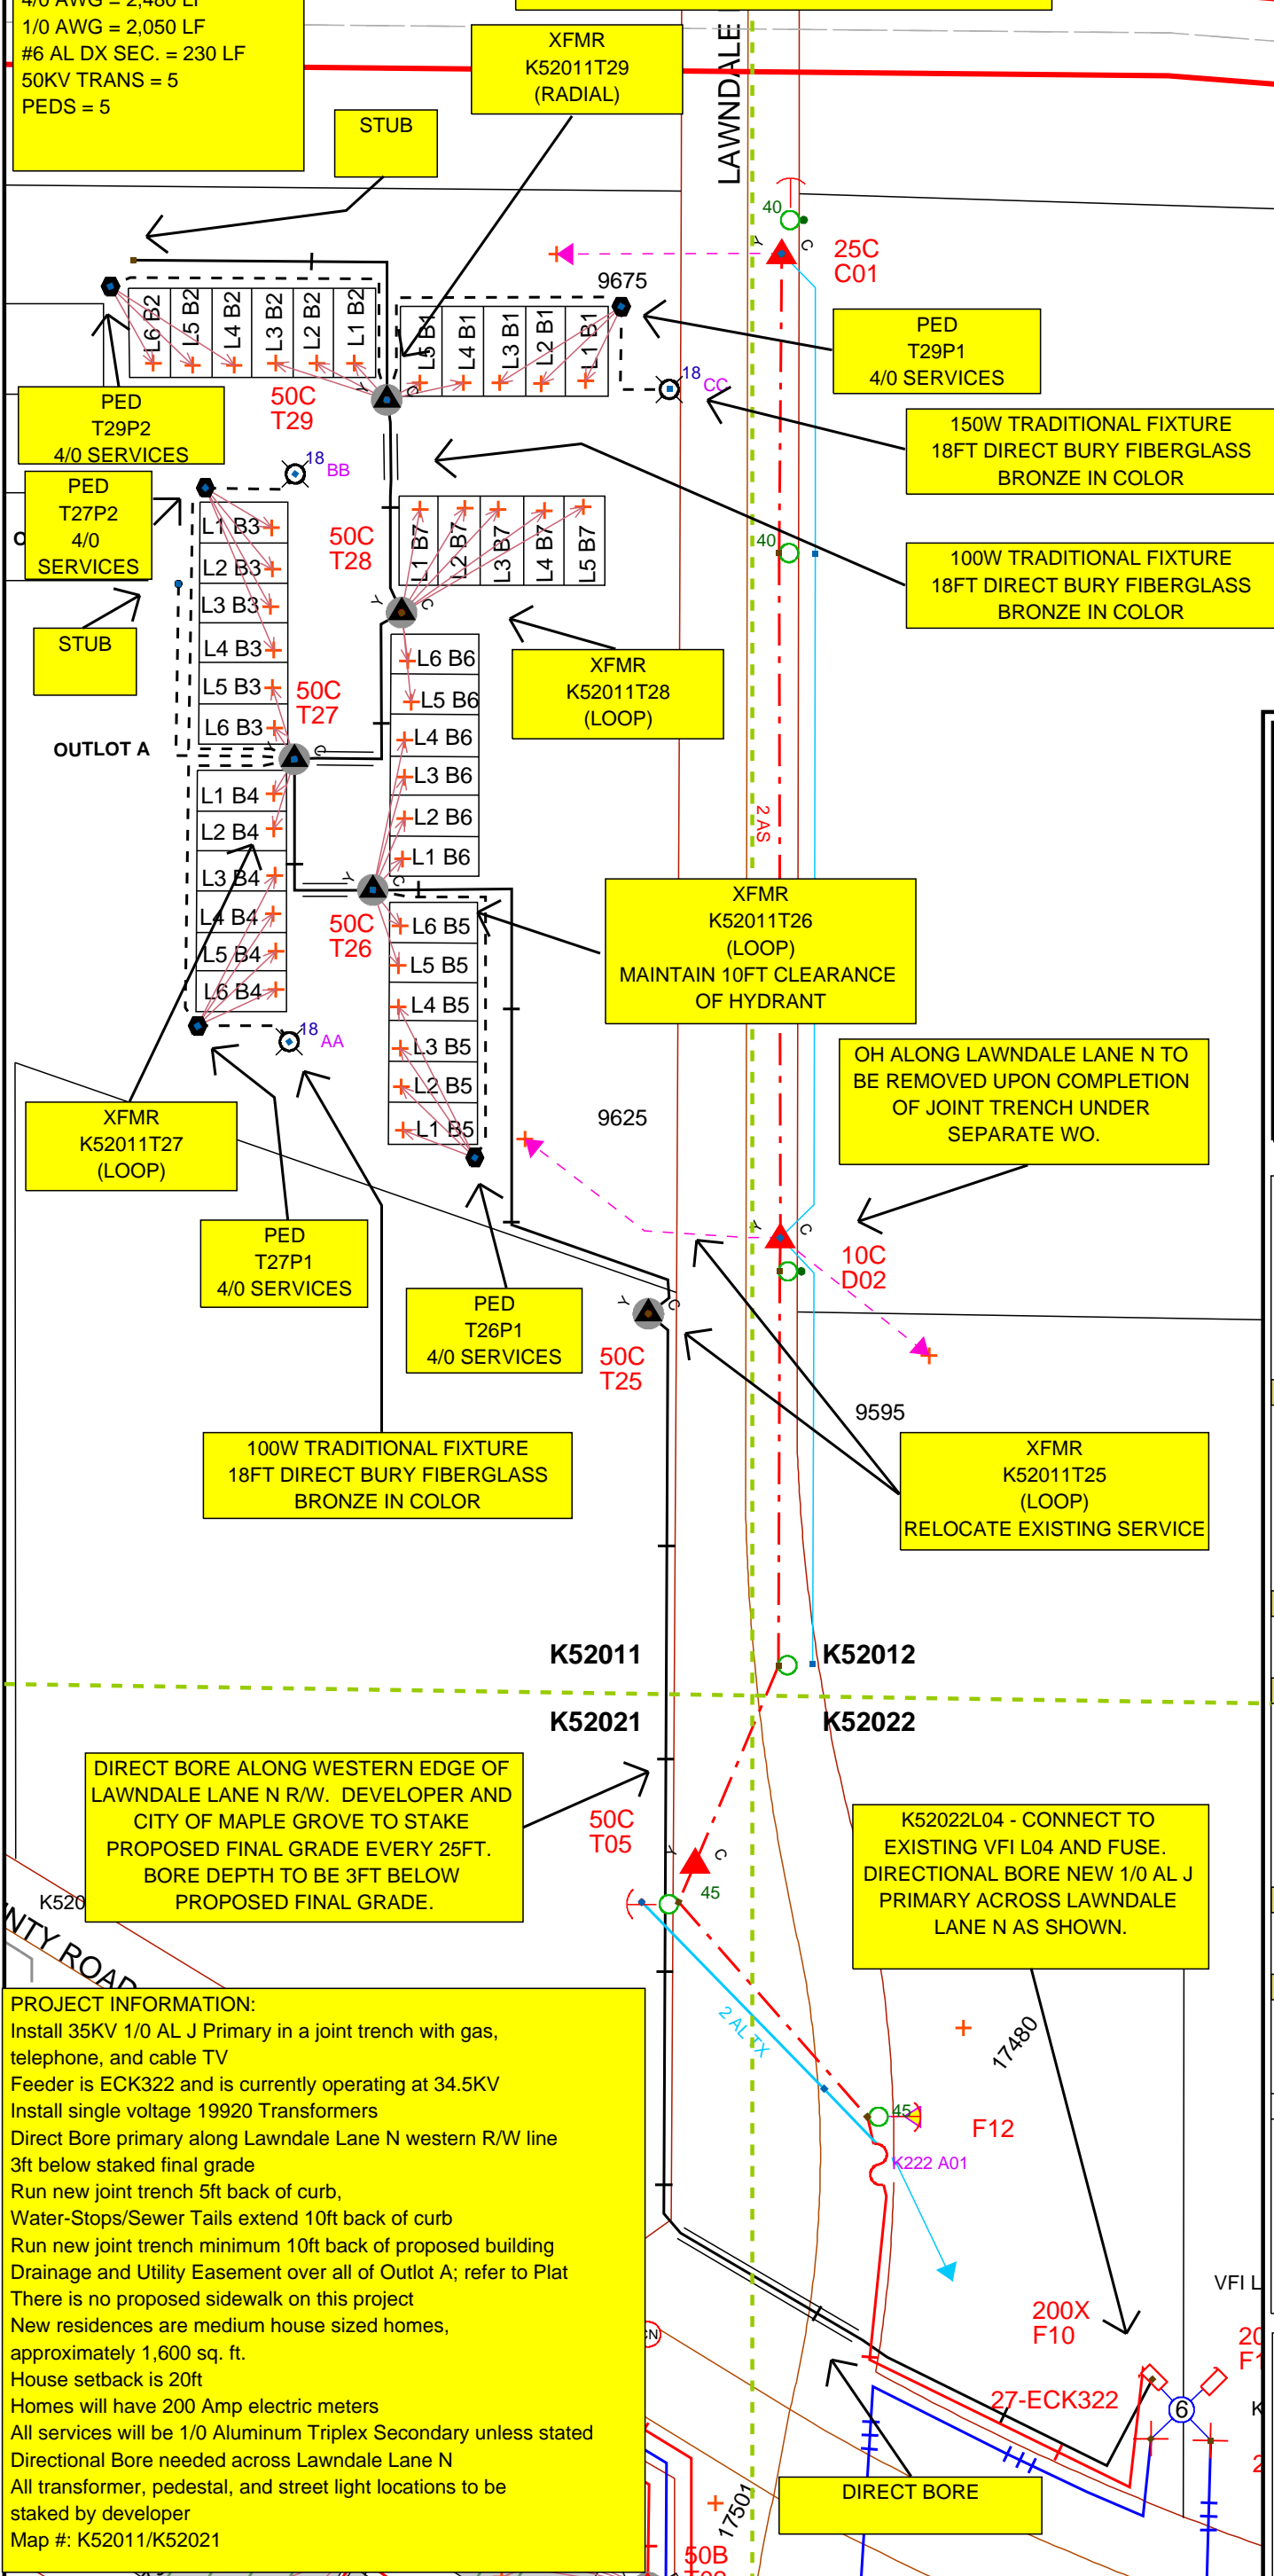 4/0 AWG = 2,480 LF
1/0 AWG = 2,050 LF
#6 AL DX SEC. = 230 LF
50KV TRANS = 5
PEDS = 5
XFMR
K52011T29
(RADIAL)
LAWNDALE
STUB
40
Y
C
25C
C01
9675
L6 B2
L5 B2
L4 B2
L3 B2
L2 B2
L1 B2
L5 B1
L4 B1
L3 B1
L2 B1
L1 B1
PED
T29P1
4/0 SERVICES
Y
C
50C
T29
18
CC
PED
T29P2
4/0 SERVICES
150W TRADITIONAL FIXTURE
18FT DIRECT BURY FIBERGLASS
BRONZE IN COLOR
18
BB
PED
T27P2
4/0
SERVICES
50C
T28
L1 B7
L2 B7
L3 B7
L4 B7
L5 B7
40
100W TRADITIONAL FIXTURE
18FT DIRECT BURY FIBERGLASS
BRONZE IN COLOR
L1 B3
L2 B3
L3 B3
L4 B3
L5 B3
L6 B3
STUB
Y
C
XFMR
K52011T28
(LOOP)
L6 B6
L5 B6
L4 B6
L3 B6
L2 B6
L1 B6
50C
T27
OUTLOT A
Y
C
L1 B4
L2 B4
L3 B4
L4 B4
L5 B4
L6 B4
2 AS
Y
C
50C
T26
XFMR
K52011T26
(LOOP)
MAINTAIN 10FT CLEARANCE
OF HYDRANT
L6 B5
L5 B5
L4 B5
L3 B5
L2 B5
L1 B5
18
AA
OH ALONG LAWNDALE LANE N TO
BE REMOVED UPON COMPLETION
OF JOINT TRENCH UNDER
SEPARATE WO.
XFMR
K52011T27
(LOOP)
9625
PED
T27P1
4/0 SERVICES
Y
C
10C
D02
PED
T26P1
4/0 SERVICES
Y
C
50C
T25
9595
100W TRADITIONAL FIXTURE
18FT DIRECT BURY FIBERGLASS
BRONZE IN COLOR
XFMR
K52011T25
(LOOP)
RELOCATE EXISTING SERVICE
K52011
K52012
K52021
K52022
DIRECT BORE ALONG WESTERN EDGE OF
LAWNDALE LANE N R/W. DEVELOPER AND
CITY OF MAPLE GROVE TO STAKE
PROPOSED FINAL GRADE EVERY 25FT.
BORE DEPTH TO BE 3FT BELOW
PROPOSED FINAL GRADE.
50C
T05
Y
C
45
K52022L04 - CONNECT TO
EXISTING VFI L04 AND FUSE.
DIRECTIONAL BORE NEW 1/0 AL J
PRIMARY ACROSS LAWNDALE
LANE N AS SHOWN.
K520
NTY ROAD
2 AL TX
17480
45
F12
K222 A01
PROJECT INFORMATION:
Install 35KV 1/0 AL J Primary in a joint trench with gas,
telephone, and cable TV
Feeder is ECK322 and is currently operating at 34.5KV
Install single voltage 19920 Transformers
Direct Bore primary along Lawndale Lane N western R/W line
3ft below staked final grade
Run new joint trench 5ft back of curb,
Water-Stops/Sewer Tails extend 10ft back of curb
Run new joint trench minimum 10ft back of proposed building
Drainage and Utility Easement over all of Outlot A; refer to Plat
There is no proposed sidewalk on this project
New residences are medium house sized homes,
approximately 1,600 sq. ft.
House setback is 20ft
Homes will have 200 Amp electric meters
All services will be 1/0 Aluminum Triplex Secondary unless stated
Directional Bore needed across Lawndale Lane N
All transformer, pedestal, and street light locations to be
staked by developer
Map #: K52011/K52021
VFI L
200X
F10
27-ECK322
6
DIRECT BORE
17501
50B